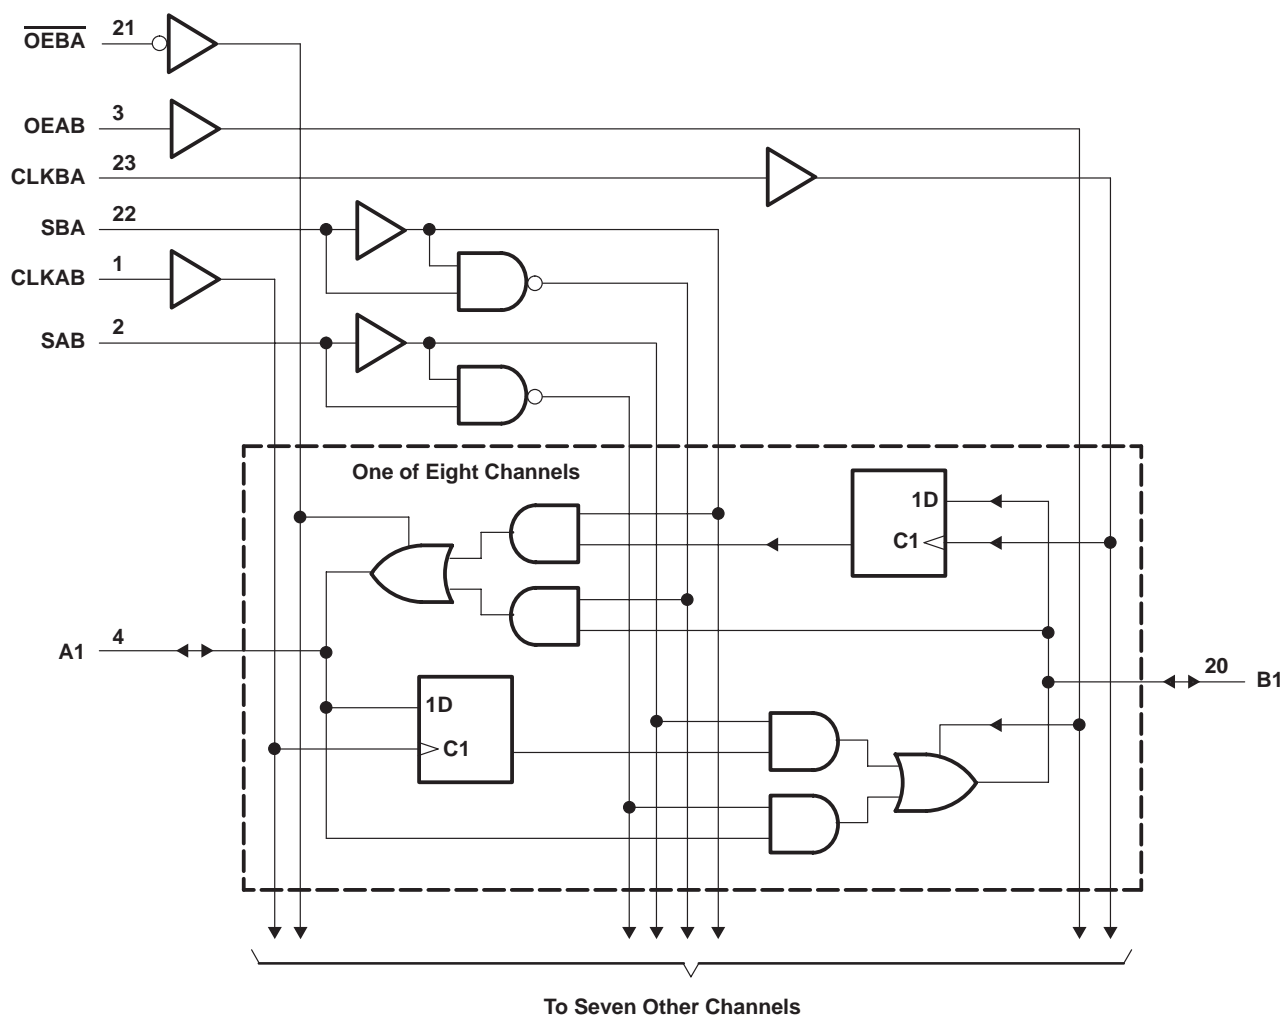 O̅E̅B̅A̅ 21
OEAB 3
CLKBA 23
SBA 22
CLKAB 1
SAB 2
One of Eight Channels
1D
C1
A1 4
1D
C1
20 B1
To Seven Other Channels